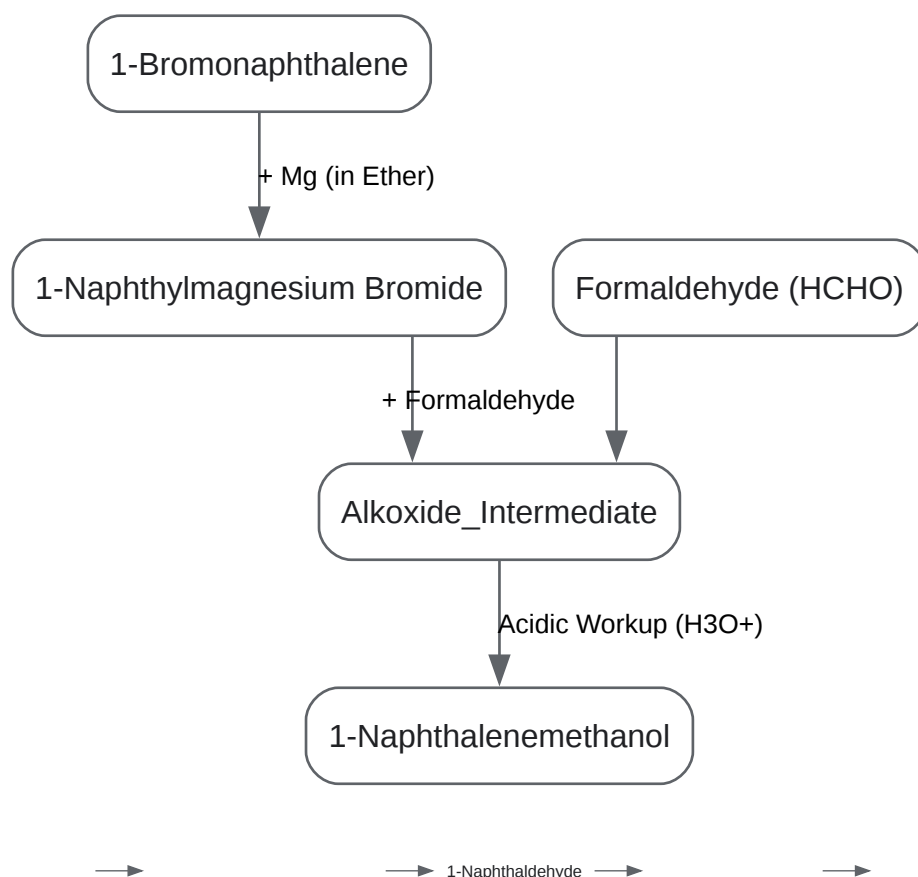 1-Bromonaphthalene
+ Mg (in Ether)
1-Naphthylmagnesium Bromide
Formaldehyde (HCHO)
+ Formaldehyde
Alkoxide_Intermediate
Acidic Workup (H3O+)
1-Naphthalenemethanol
1-Naphthaldehyde